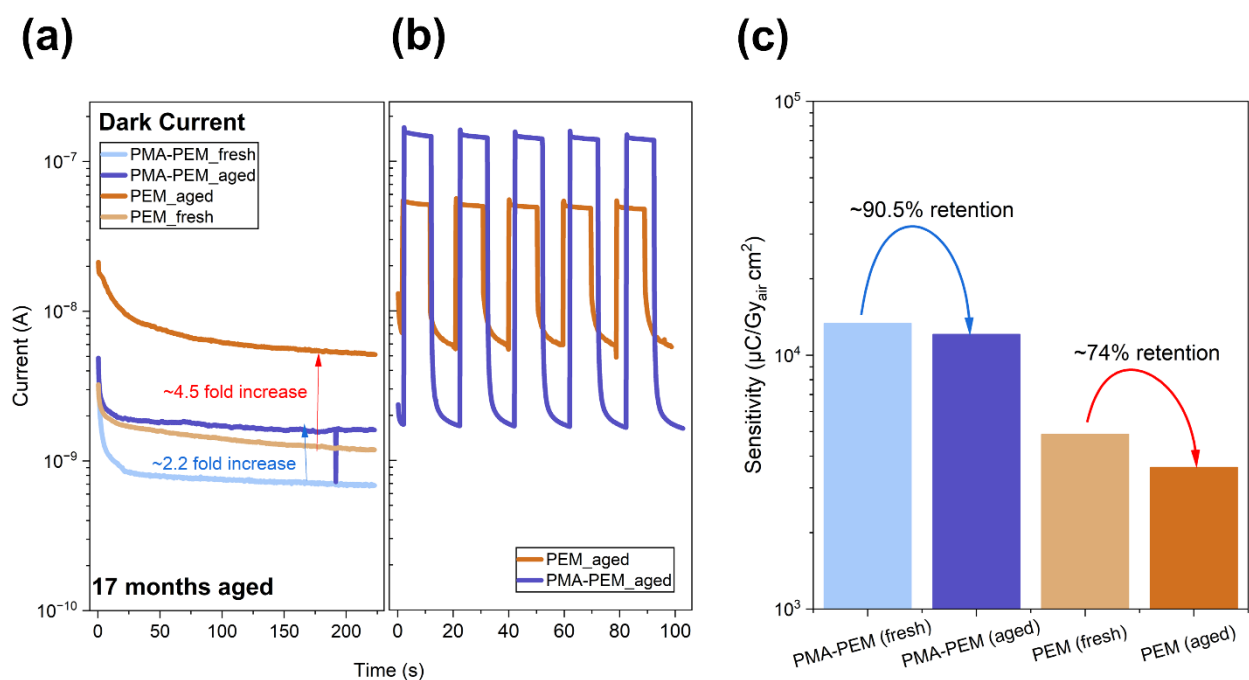 (a)
Dark Current
PMA-PEM_fresh
PMA-PEM_aged
PEM_aged
PEM_fresh
~4.5 fold increase
~2.2 fold increase
17 months aged
Current (A)
10⁻⁷
10⁻⁸
10⁻⁹
10⁻¹⁰
0 50 100 150 200
(b)
PEM_aged
PMA-PEM_aged
0 20 40 60 80 100
Time (s)
(c)
Sensitivity (µC/Gyair cm²)
10⁵
10⁴
10³
~90.5% retention
~74% retention
PMA-PEM (fresh)
PMA-PEM (aged)
PEM (fresh)
PEM (aged)